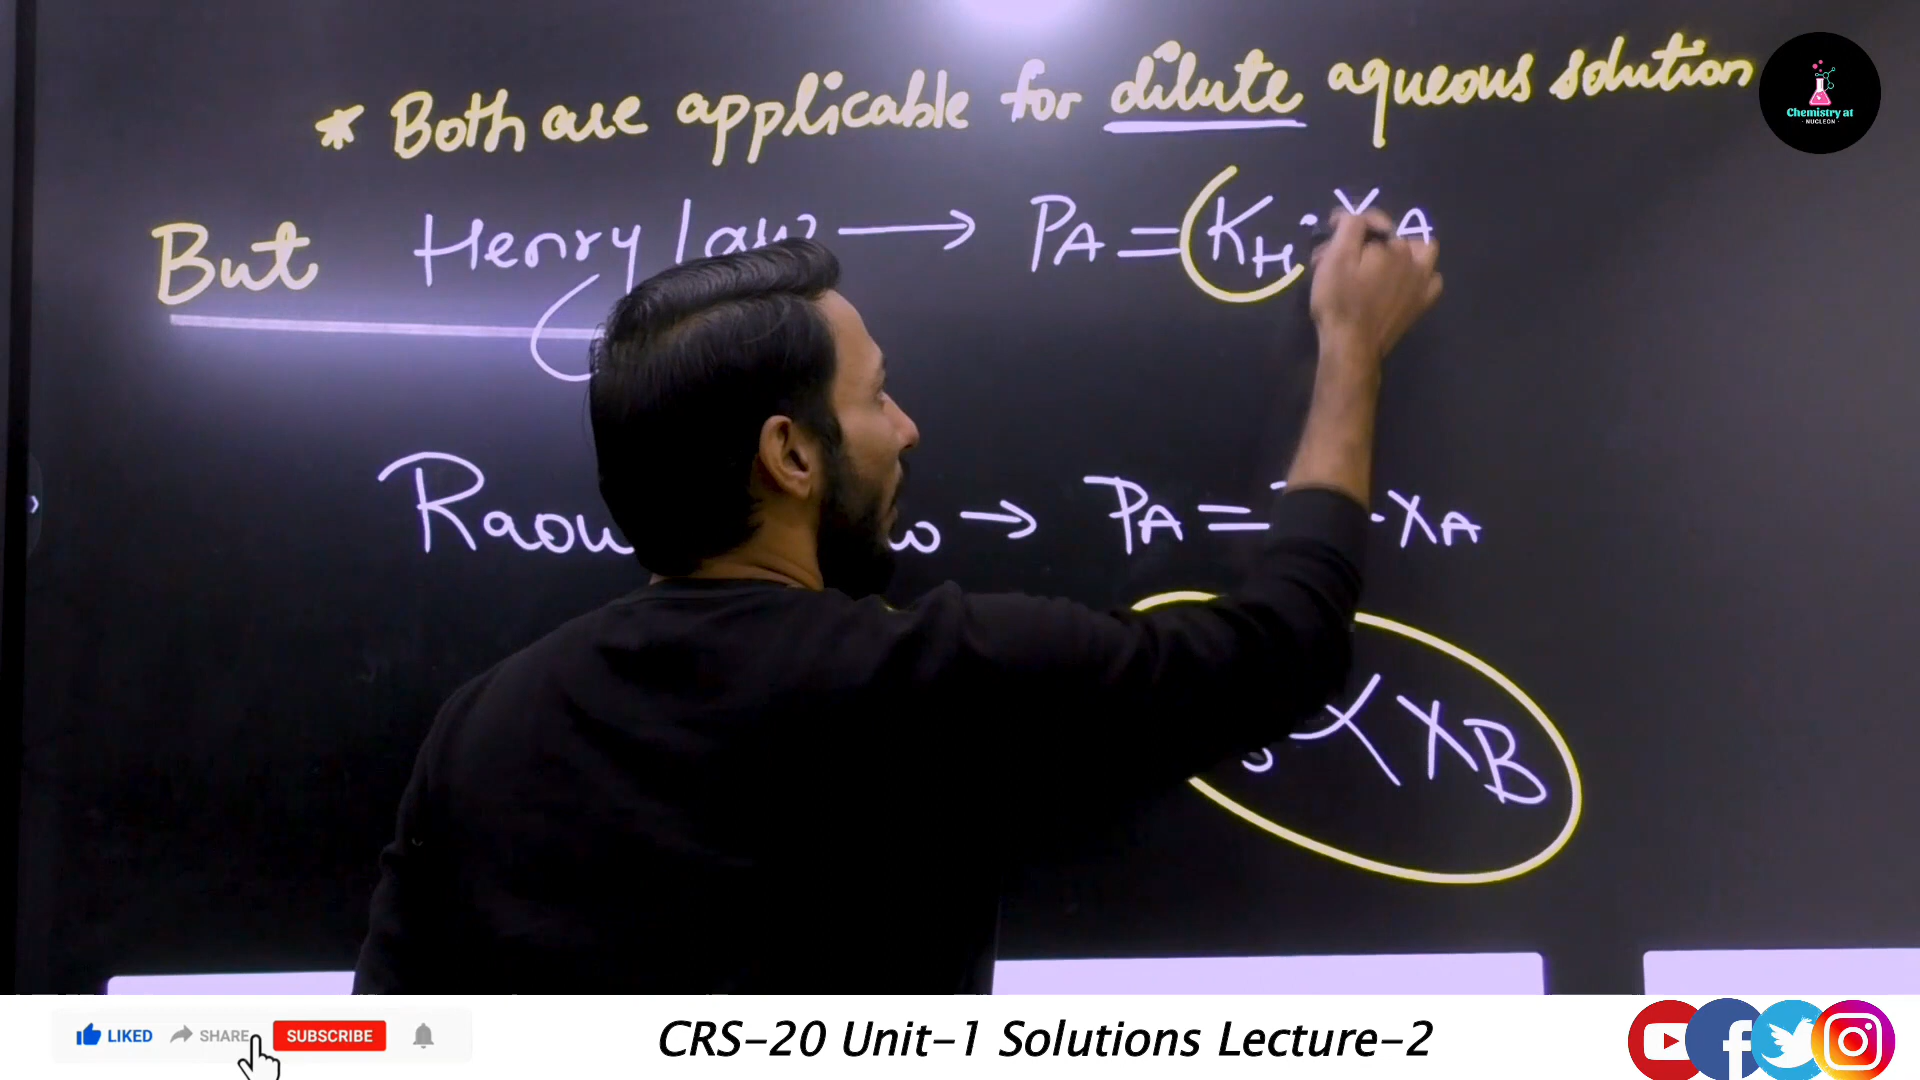 * Both are applicable for dilute aqueous solution
Chemistry at
NUCLEON
But Henry law → PA = KH · XA
→ PA = · XA
XB
LIKED SHARE SUBSCRIBE
CRS-20 Unit-1 Solutions Lecture-2